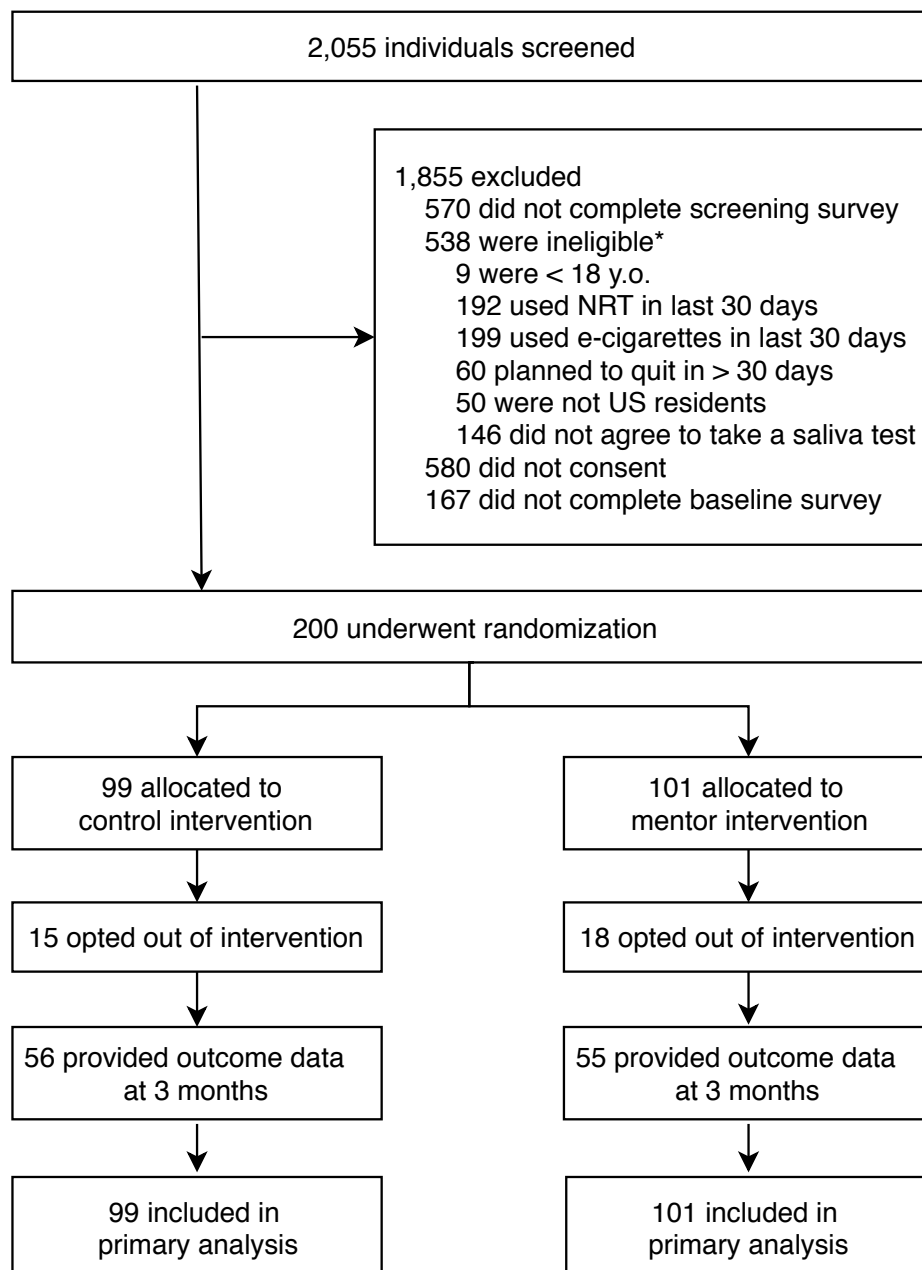 2,055 individuals screened
1,855 excluded
570 did not complete screening survey
538 were ineligible*
9 were < 18 y.o.
192 used NRT in last 30 days
199 used e-cigarettes in last 30 days
60 planned to quit in > 30 days
50 were not US residents
146 did not agree to take a saliva test
580 did not consent
167 did not complete baseline survey
200 underwent randomization
99 allocated to
control intervention
101 allocated to
mentor intervention
15 opted out of intervention
18 opted out of intervention
56 provided outcome data
at 3 months
55 provided outcome data
at 3 months
99 included in
primary analysis
101 included in
primary analysis